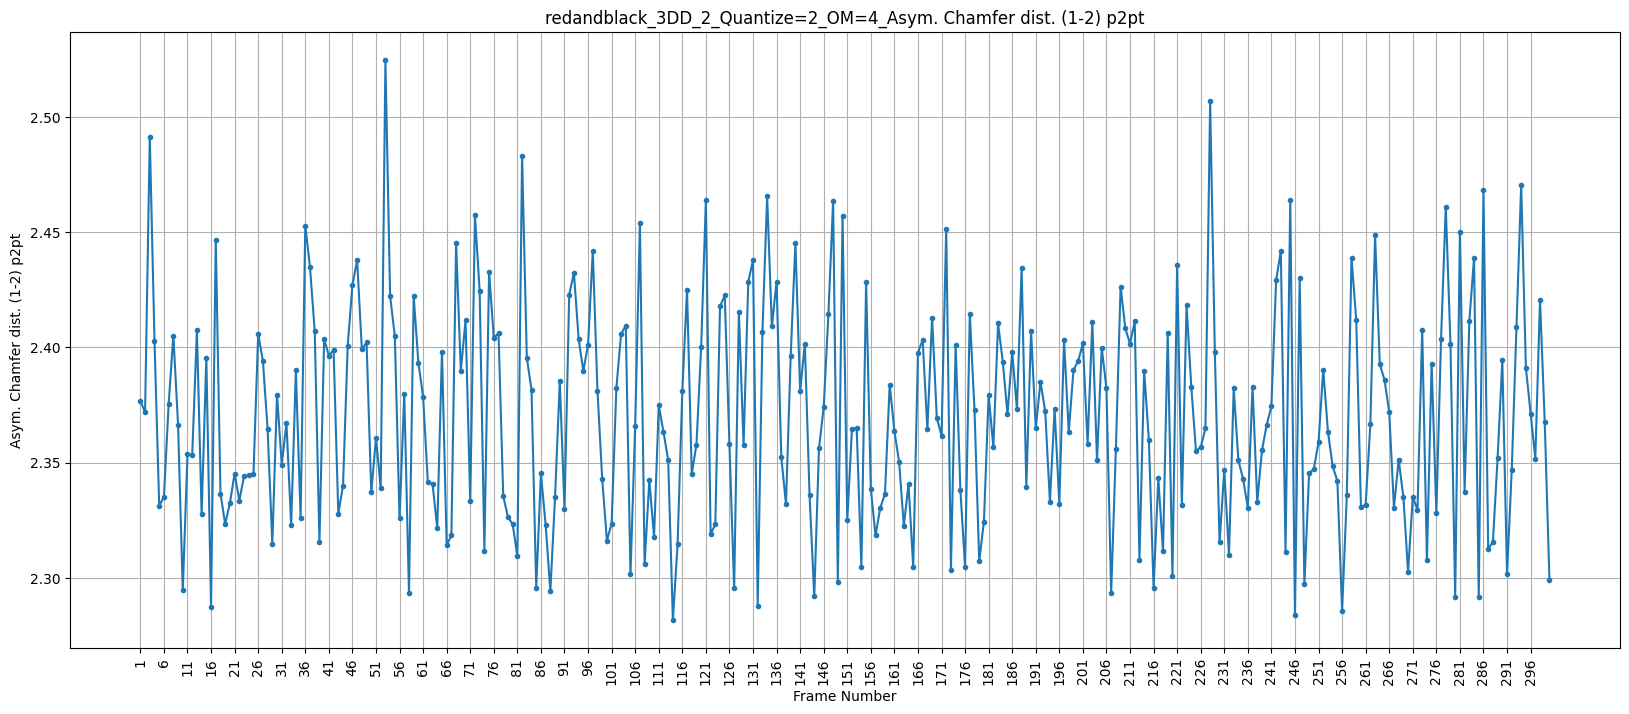 redandblack_3DD_2_Quantize=2_OM=4_Asym. Chamfer dist. (1-2) p2pt
Asym. Chamfer dist. (1-2) p2pt
2.50
2.45
2.40
2.35
2.30
1 6 11 16 21 26 31 36 41 46 51 56 61 66 71 76 81 86 91 96 101 106 111 116 121 126 131 136 141 146 151 156 161 166 171 176 181 186 191 196 201 206 211 216 221 226 231 236 241 246 251 256 261 266 271 276 281 286 291 296
Frame Number